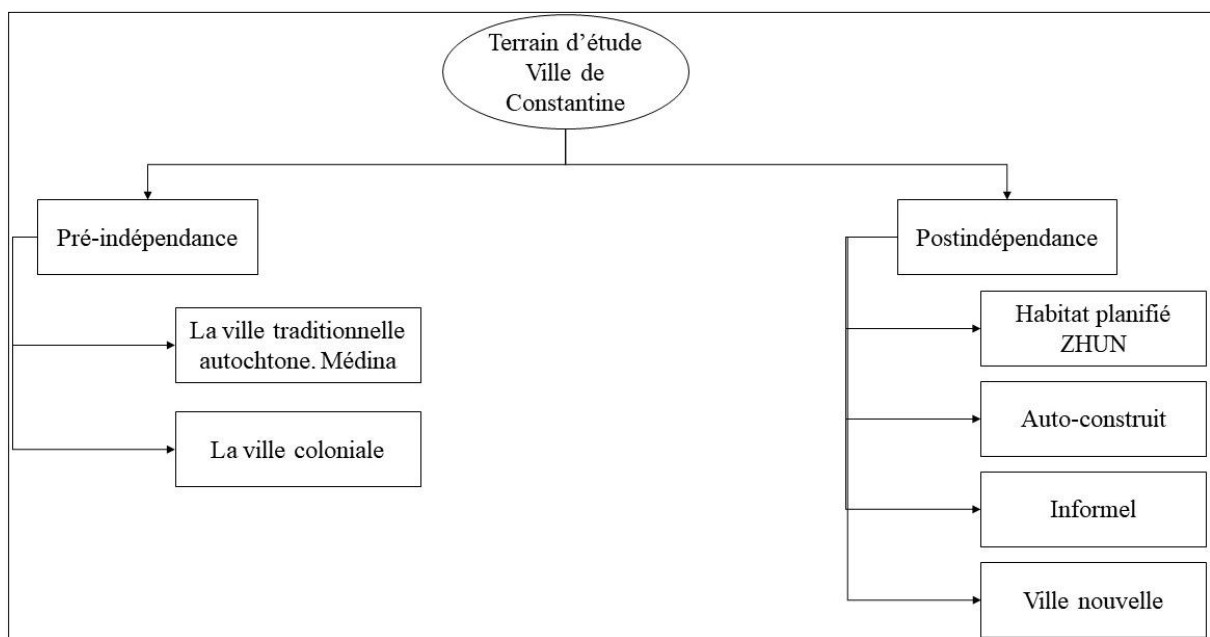 Terrain d’étude
Ville de
Constantine
Pré-indépendance
Postindépendance
La ville traditionnelle
autochtone. Médina
La ville coloniale
Habitat planifié
ZHUN
Auto-construit
Informel
Ville nouvelle